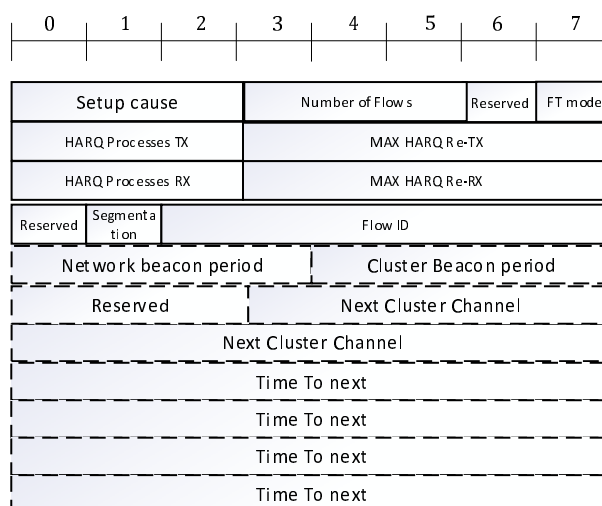 0 1 2 3 4 5 6 7
Setup cause Number of Flows Reserved FT mode
HARQ Processes TX MAX HARQ Re-TX
HARQ Processes RX MAX HARQ Re-RX
Reserved Segmenta Flow ID
tion
Network beacon period Cluster Beacon period
Reserved Next Cluster Channel
Next Cluster Channel
Time To next
Time To next
Time To next
Time To next